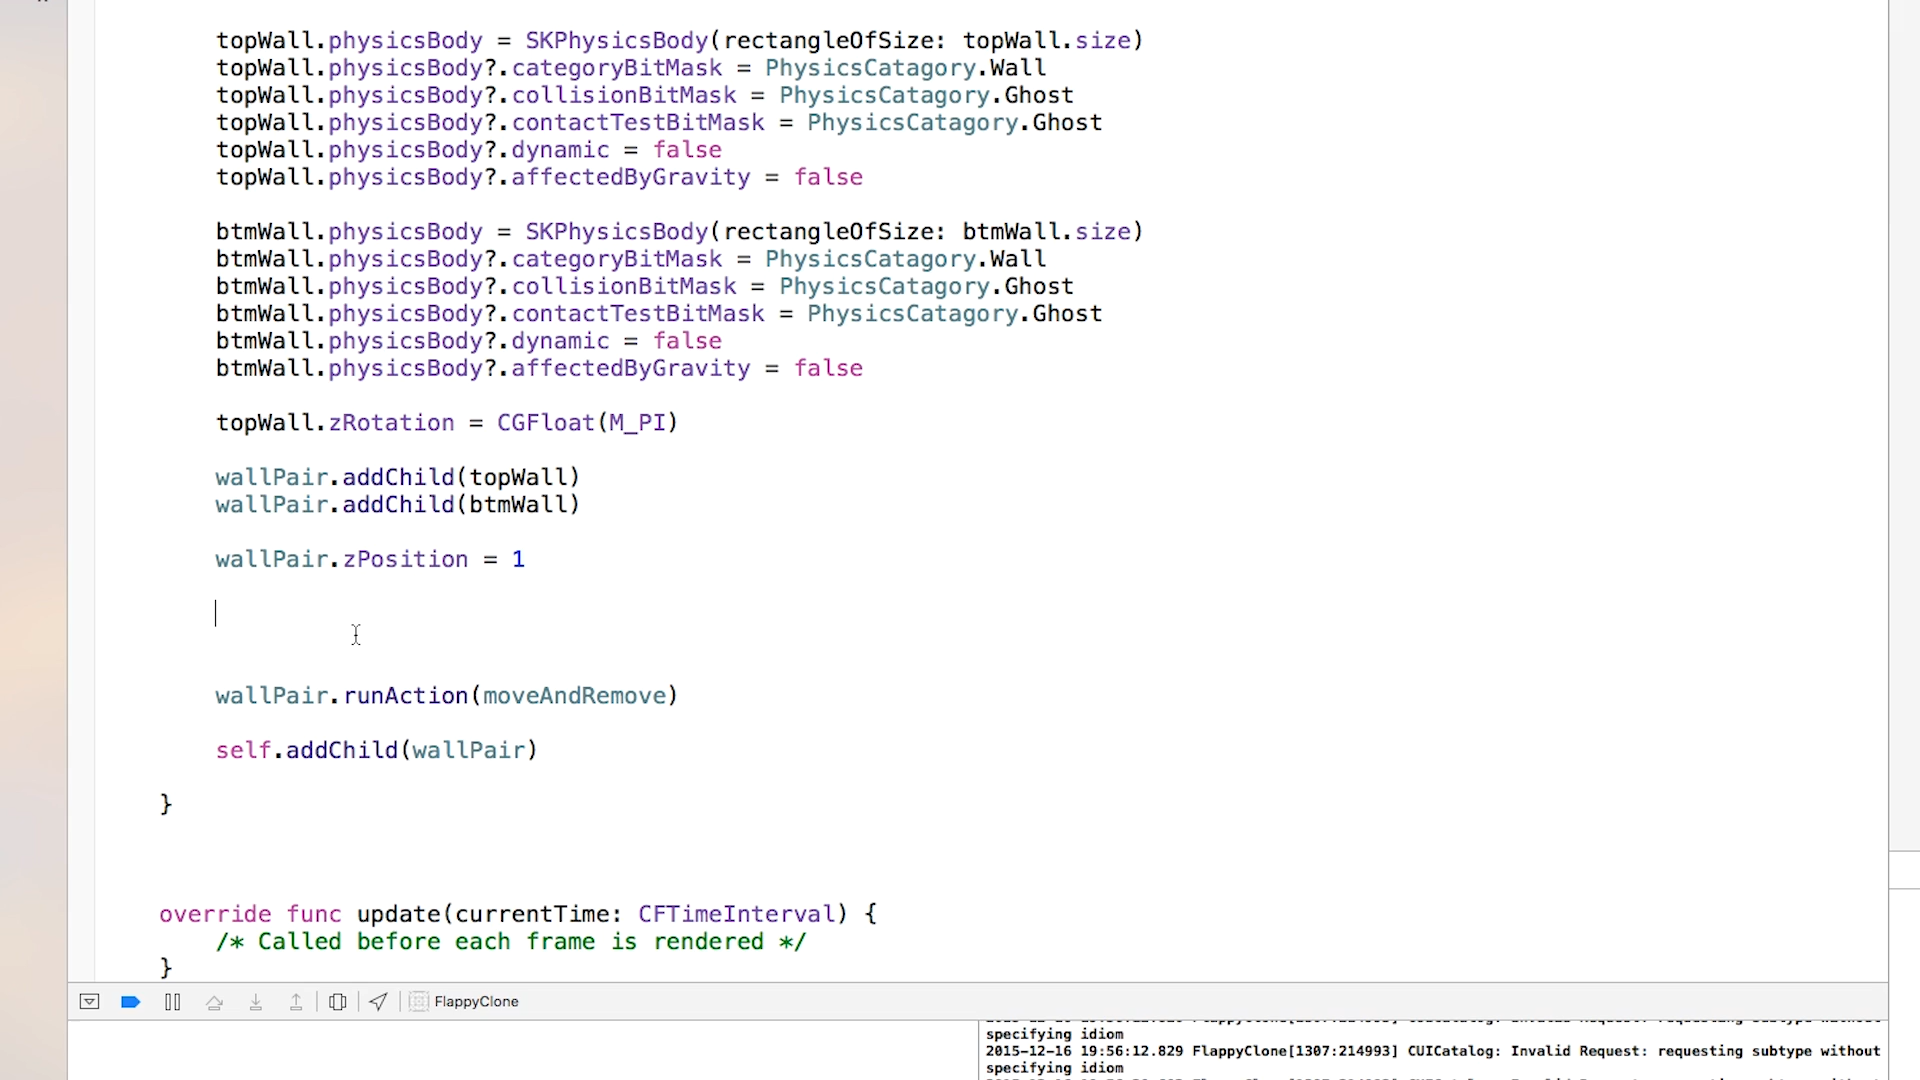 topWall.physicsBody = SKPhysicsBody(rectangleOfSize: topWall.size)
topWall.physicsBody?.categoryBitMask = PhysicsCatagory.Wall
topWall.physicsBody?.collisionBitMask = PhysicsCatagory.Ghost
topWall.physicsBody?.contactTestBitMask = PhysicsCatagory.Ghost
topWall.physicsBody?.dynamic = false
topWall.physicsBody?.affectedByGravity = false
btmWall.physicsBody = SKPhysicsBody(rectangleOfSize: btmWall.size)
btmWall.physicsBody?.categoryBitMask = PhysicsCatagory.Wall
btmWall.physicsBody?.collisionBitMask = PhysicsCatagory.Ghost
btmWall.physicsBody?.contactTestBitMask = PhysicsCatagory.Ghost
btmWall.physicsBody?.dynamic = false
btmWall.physicsBody?.affectedByGravity = false
topWall.zRotation = CGFloat(M_PI)
wallPair.addChild(topWall)
wallPair.addChild(btmWall)
wallPair.zPosition = 1
wallPair.runAction(moveAndRemove)
self.addChild(wallPair)
}
override func update(currentTime: CFTimeInterval) {
/* Called before each frame is rendered */
}
FlappyClone
specifying idiom
2015-12-16 19:56:12.829 FlappyClone[1307:214993] CUICatalog: Invalid Request: requesting subtype without
specifying idiom